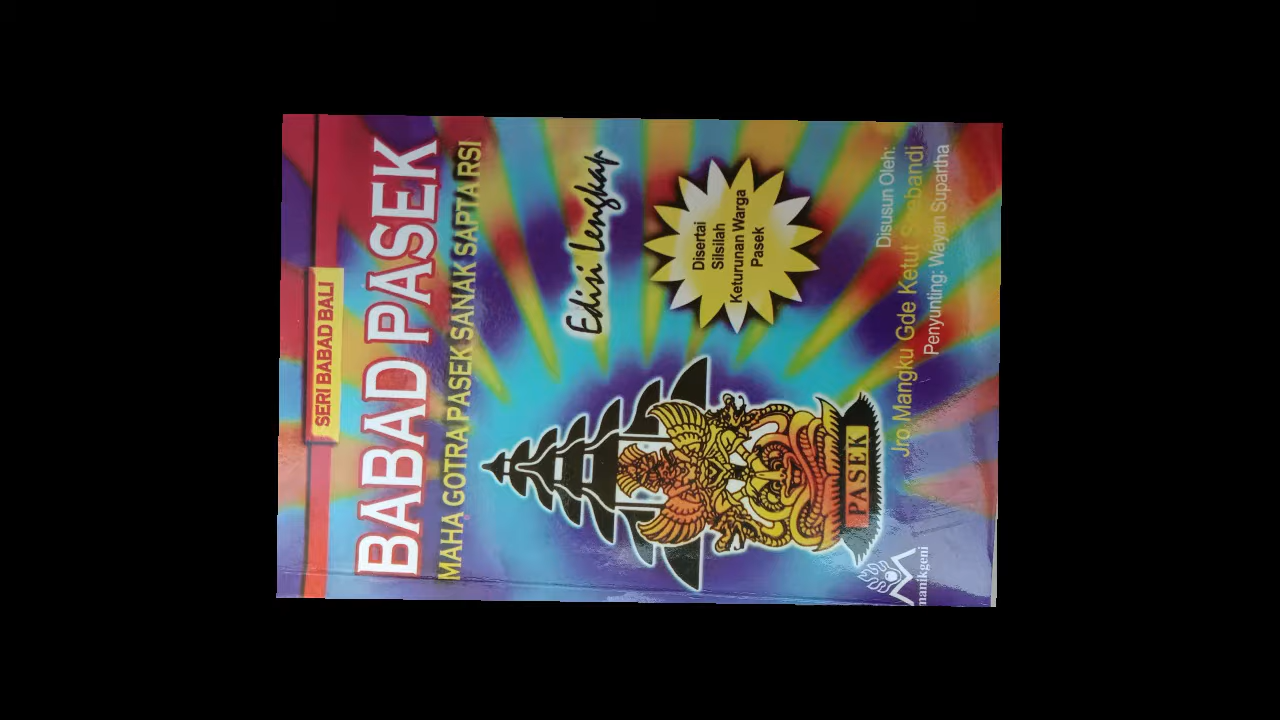 SERI BABAD BALI
BABAD PASEK
MAHA GOTRA PASEK SANAK SAPTA RSI
Edisi Lengkap
Disertai
Silsilah
Keturunan Warga
Pasek
PASEK
Disusun Oleh:
Jro Mangku Gde Ketut Soebandi
Penyunting: Wayan Supartha
manikgeni